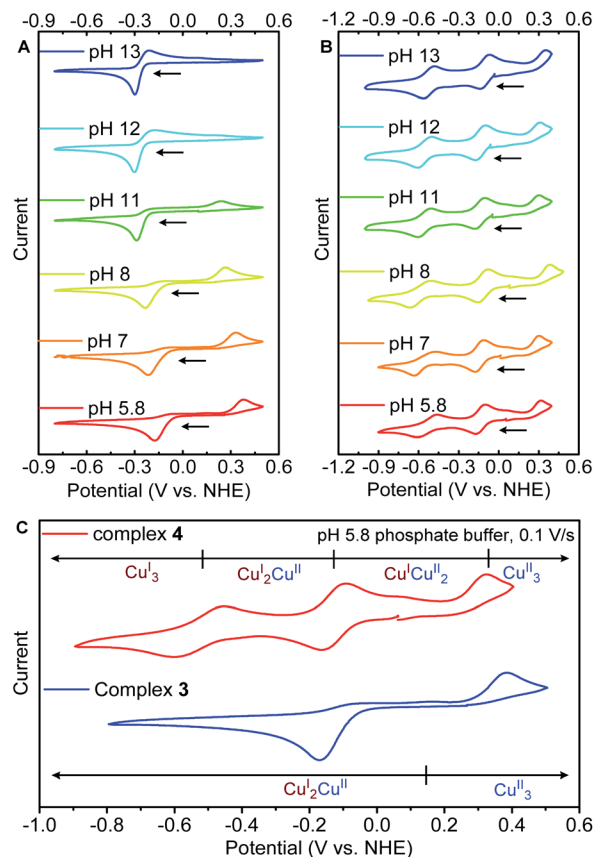 -0.9 -0.6 -0.3 0.0 0.3 0.6
-1.2 -0.9 -0.6 -0.3 0.0 0.3 0.6
A
B
pH 13
pH 13
pH 12
pH 12
pH 11
pH 11
Current
Current
pH 8
pH 8
pH 7
pH 7
pH 5.8
pH 5.8
-0.9 -0.6 -0.3 0.0 0.3 0.6
-1.2 -0.9 -0.6 -0.3 0.0 0.3 0.6
Potential (V vs. NHE)
Potential (V vs. NHE)
C
complex 4
pH 5.8 phosphate buffer, 0.1 V/s
Cuᴵ₃ Cuᴵ₂Cuᴵᴵ CuᴵCuᴵᴵ₂ Cuᴵᴵ₃
Current
Complex 3
Cuᴵ₂Cuᴵᴵ Cuᴵᴵ₃
-1.0 -0.8 -0.6 -0.4 -0.2 0.0 0.2 0.4 0.6
Potential (V vs. NHE)